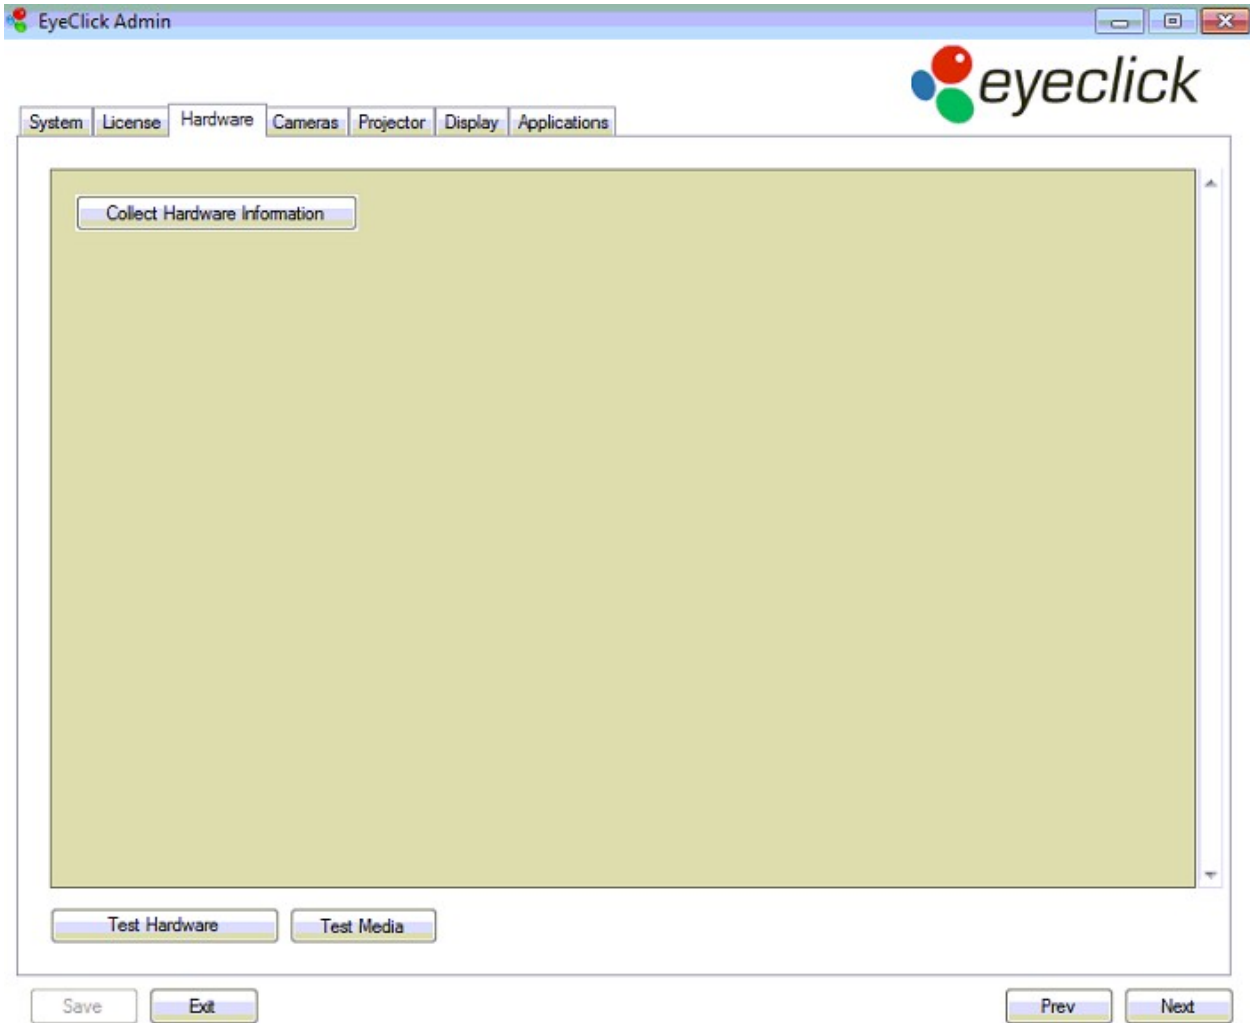 EyeClick Admin
eyeclick
System License Hardware Cameras Projector Display Applications
Collect Hardware Information
Test Hardware Test Media
Save Exit Prev Next